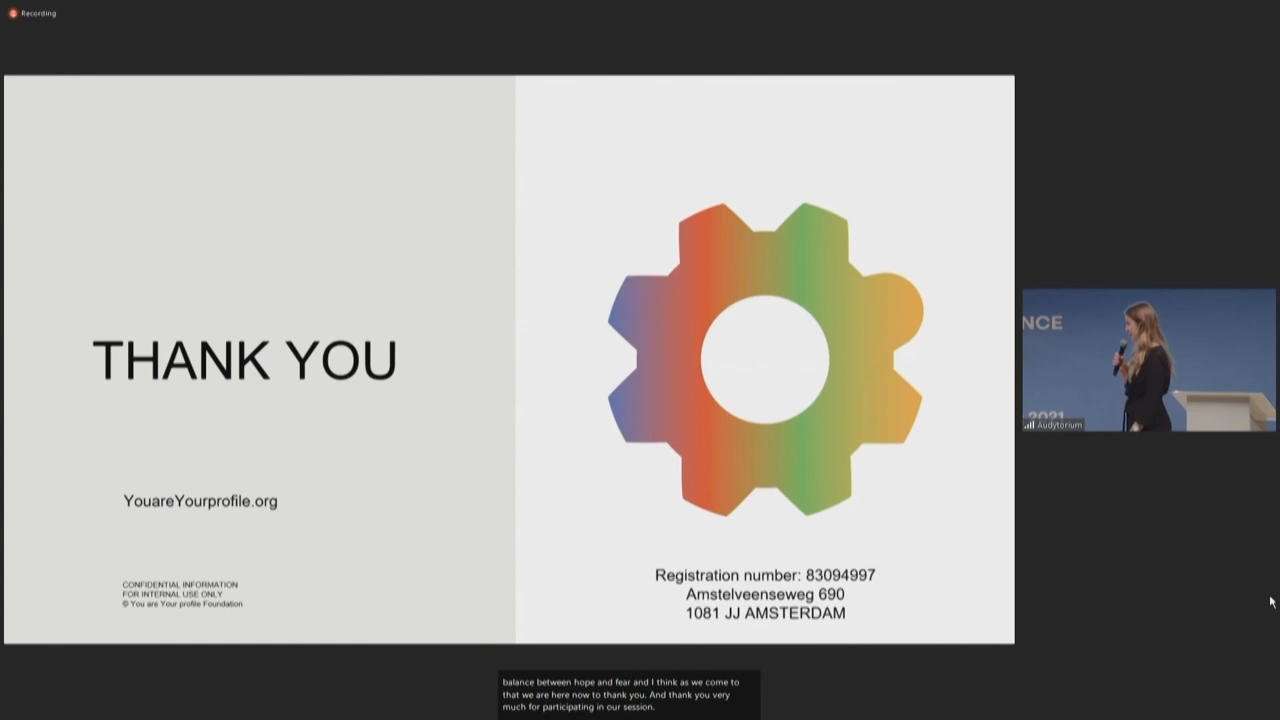 Recording
THANK YOU
YouareYourprofile.org
CONFIDENTIAL INFORMATION
FOR INTERNAL USE ONLY
© You are Your profile Foundation
Registration number: 83094997
Amstelveenseweg 690
1081 JJ AMSTERDAM
NCE
2021
Audytorium
balance between hope and fear and I think as we come to
that we are here now to thank you. And thank you very
much for participating in our session.